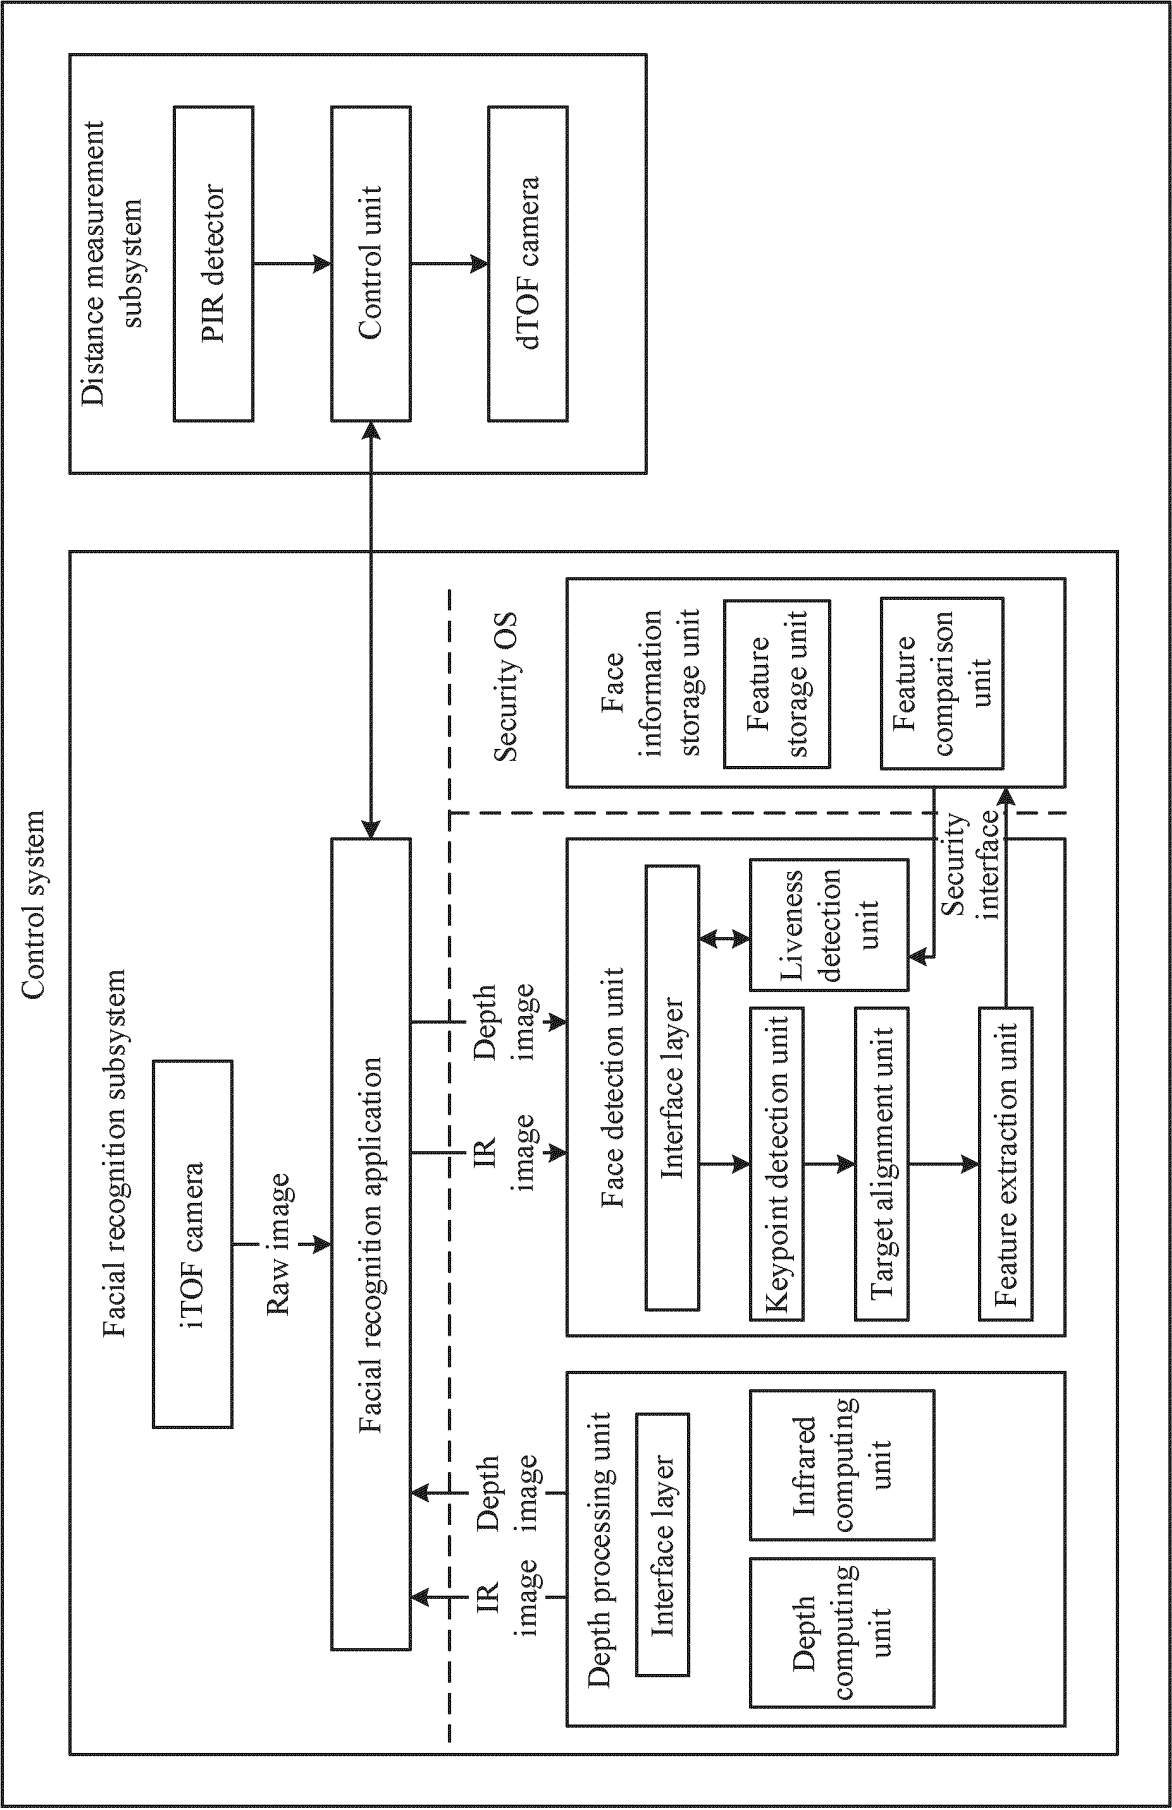 Control system
Facial recognition subsystem
iTOF camera
Raw image
Facial recognition application
IR
image
Depth
image
IR
image
Depth
image
Security OS
Depth processing unit
Interface layer
Depth
computing
unit
Infrared
computing
unit
Face detection unit
Interface layer
Keypoint detection unit
Liveness
detection
unit
Target alignment unit
Feature extraction unit
Security
interface
Face
information
storage unit
Feature
storage unit
Feature
comparison
unit
Distance measurement
subsystem
PIR detector
Control unit
dTOF camera